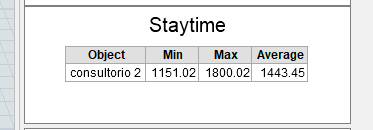 Staytime
Object Min Max Average
consultorio 2 1151.02 1800.02 1443.45